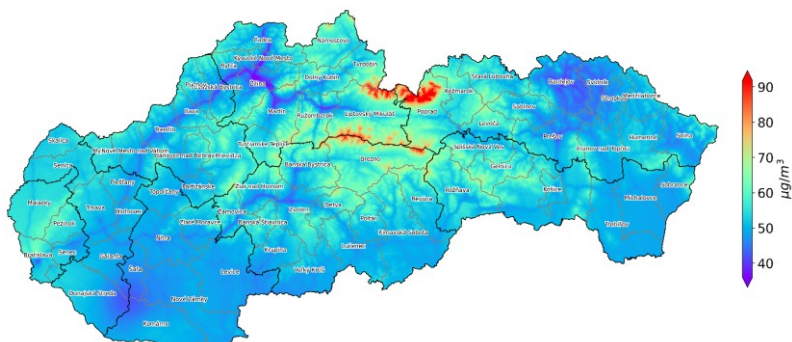 Čadca
Námestovo
Kysucké Nové Mesto
Tvrdošín
Bytča
Dolný Kubín
Stará Ľubovňa
Považská Bystrica
Žilina
Kežmarok
Bardejov
Svidník
Stropkov
Medzilaborce
Ilava
Martin
Ružomberok
Liptovský Mikuláš
Poprad
Sabinov
Levoča
Trenčín
Prešov
Humenné
Snina
Skalica
Turčianske Teplice
Vranov nad Topľou
Nové Mesto nad Váhom
Bánovce nad Bebravou
Banská Bystrica
Brezno
Spišská Nová Ves
Gelnica
Senica
Piešťany
Topoľčany
Partizánske
Žiar nad Hronom
Sobrance
Malacky
Trnava
Hlohovec
Žarnovica
Zvolen
Detva
Revúca
Rožňava
Košice
Michalovce
Pezinok
Zlaté Moravce
Banská Štiavnica
Poltár
Trebišov
Nitra
Krupina
Rimavská Sobota
Bratislava
Senec
Galanta
Lučenec
Šaľa
Levice
Veľký Krtíš
Dunajská Streda
Nové Zámky
Komárno
90
80
70
60
50
40
μg/m³